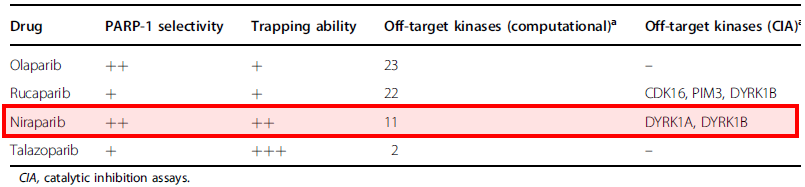 Drug PARP-1 selectivity Trapping ability Off-target kinases (computational)a Off-target kinases (CIA)a
Olaparib ++ + 23 –
Rucaparib + + 22 CDK16, PIM3, DYRK1B
Niraparib ++ ++ 11 DYRK1A, DYRK1B
Talazoparib + +++ 2 –
CIA, catalytic inhibition assays.